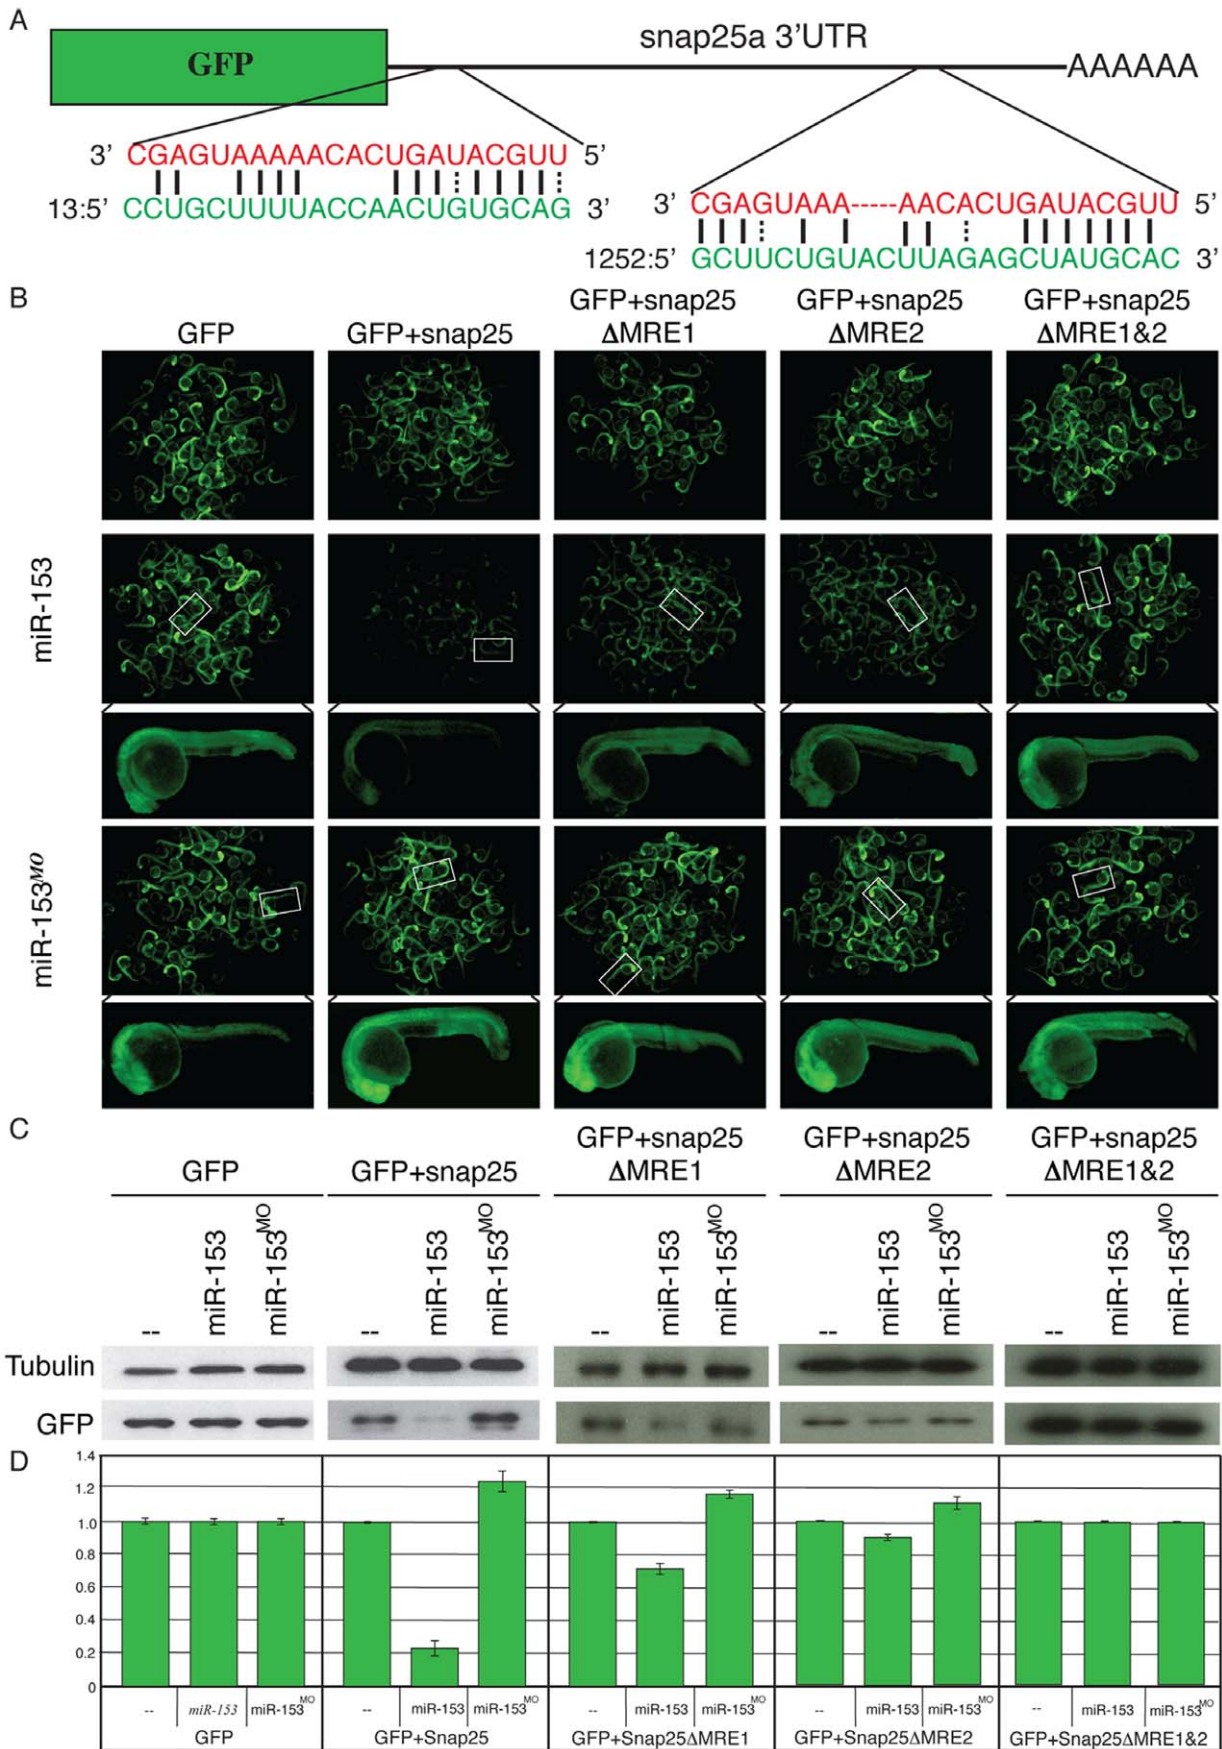 A
GFP
snap25a 3'UTR
AAAAAA
3' CGAGUAAAAACACUGAUACGUU 5'
13:5' CCUGCUUUUACCAACUGUGCAG 3'
3' CGAGUAAA-----AACACUGAUACGUU 5'
1252:5' GCUUCUGUACUUAGAGCUAUGCAC 3'
B
GFP
GFP+snap25
GFP+snap25
ΔMRE1
GFP+snap25
ΔMRE2
GFP+snap25
ΔMRE1&2
miR-153
miR-153MO
C
GFP
GFP+snap25
GFP+snap25
ΔMRE1
GFP+snap25
ΔMRE2
GFP+snap25
ΔMRE1&2
-- miR-153 miR-153MO
-- miR-153 miR-153MO
-- miR-153 miR-153MO
-- miR-153 miR-153MO
-- miR-153 miR-153MO
Tubulin
GFP
D
1.4
1.2
1.0
0.8
0.6
0.4
0.2
0
-- miR-153 miR-153MO
-- miR-153 miR-153MO
-- miR-153 miR-153MO
-- miR-153 miR-153MO
-- miR-153 miR-153MO
GFP
GFP+Snap25
GFP+Snap25ΔMRE1
GFP+Snap25ΔMRE2
GFP+Snap25ΔMRE1&2